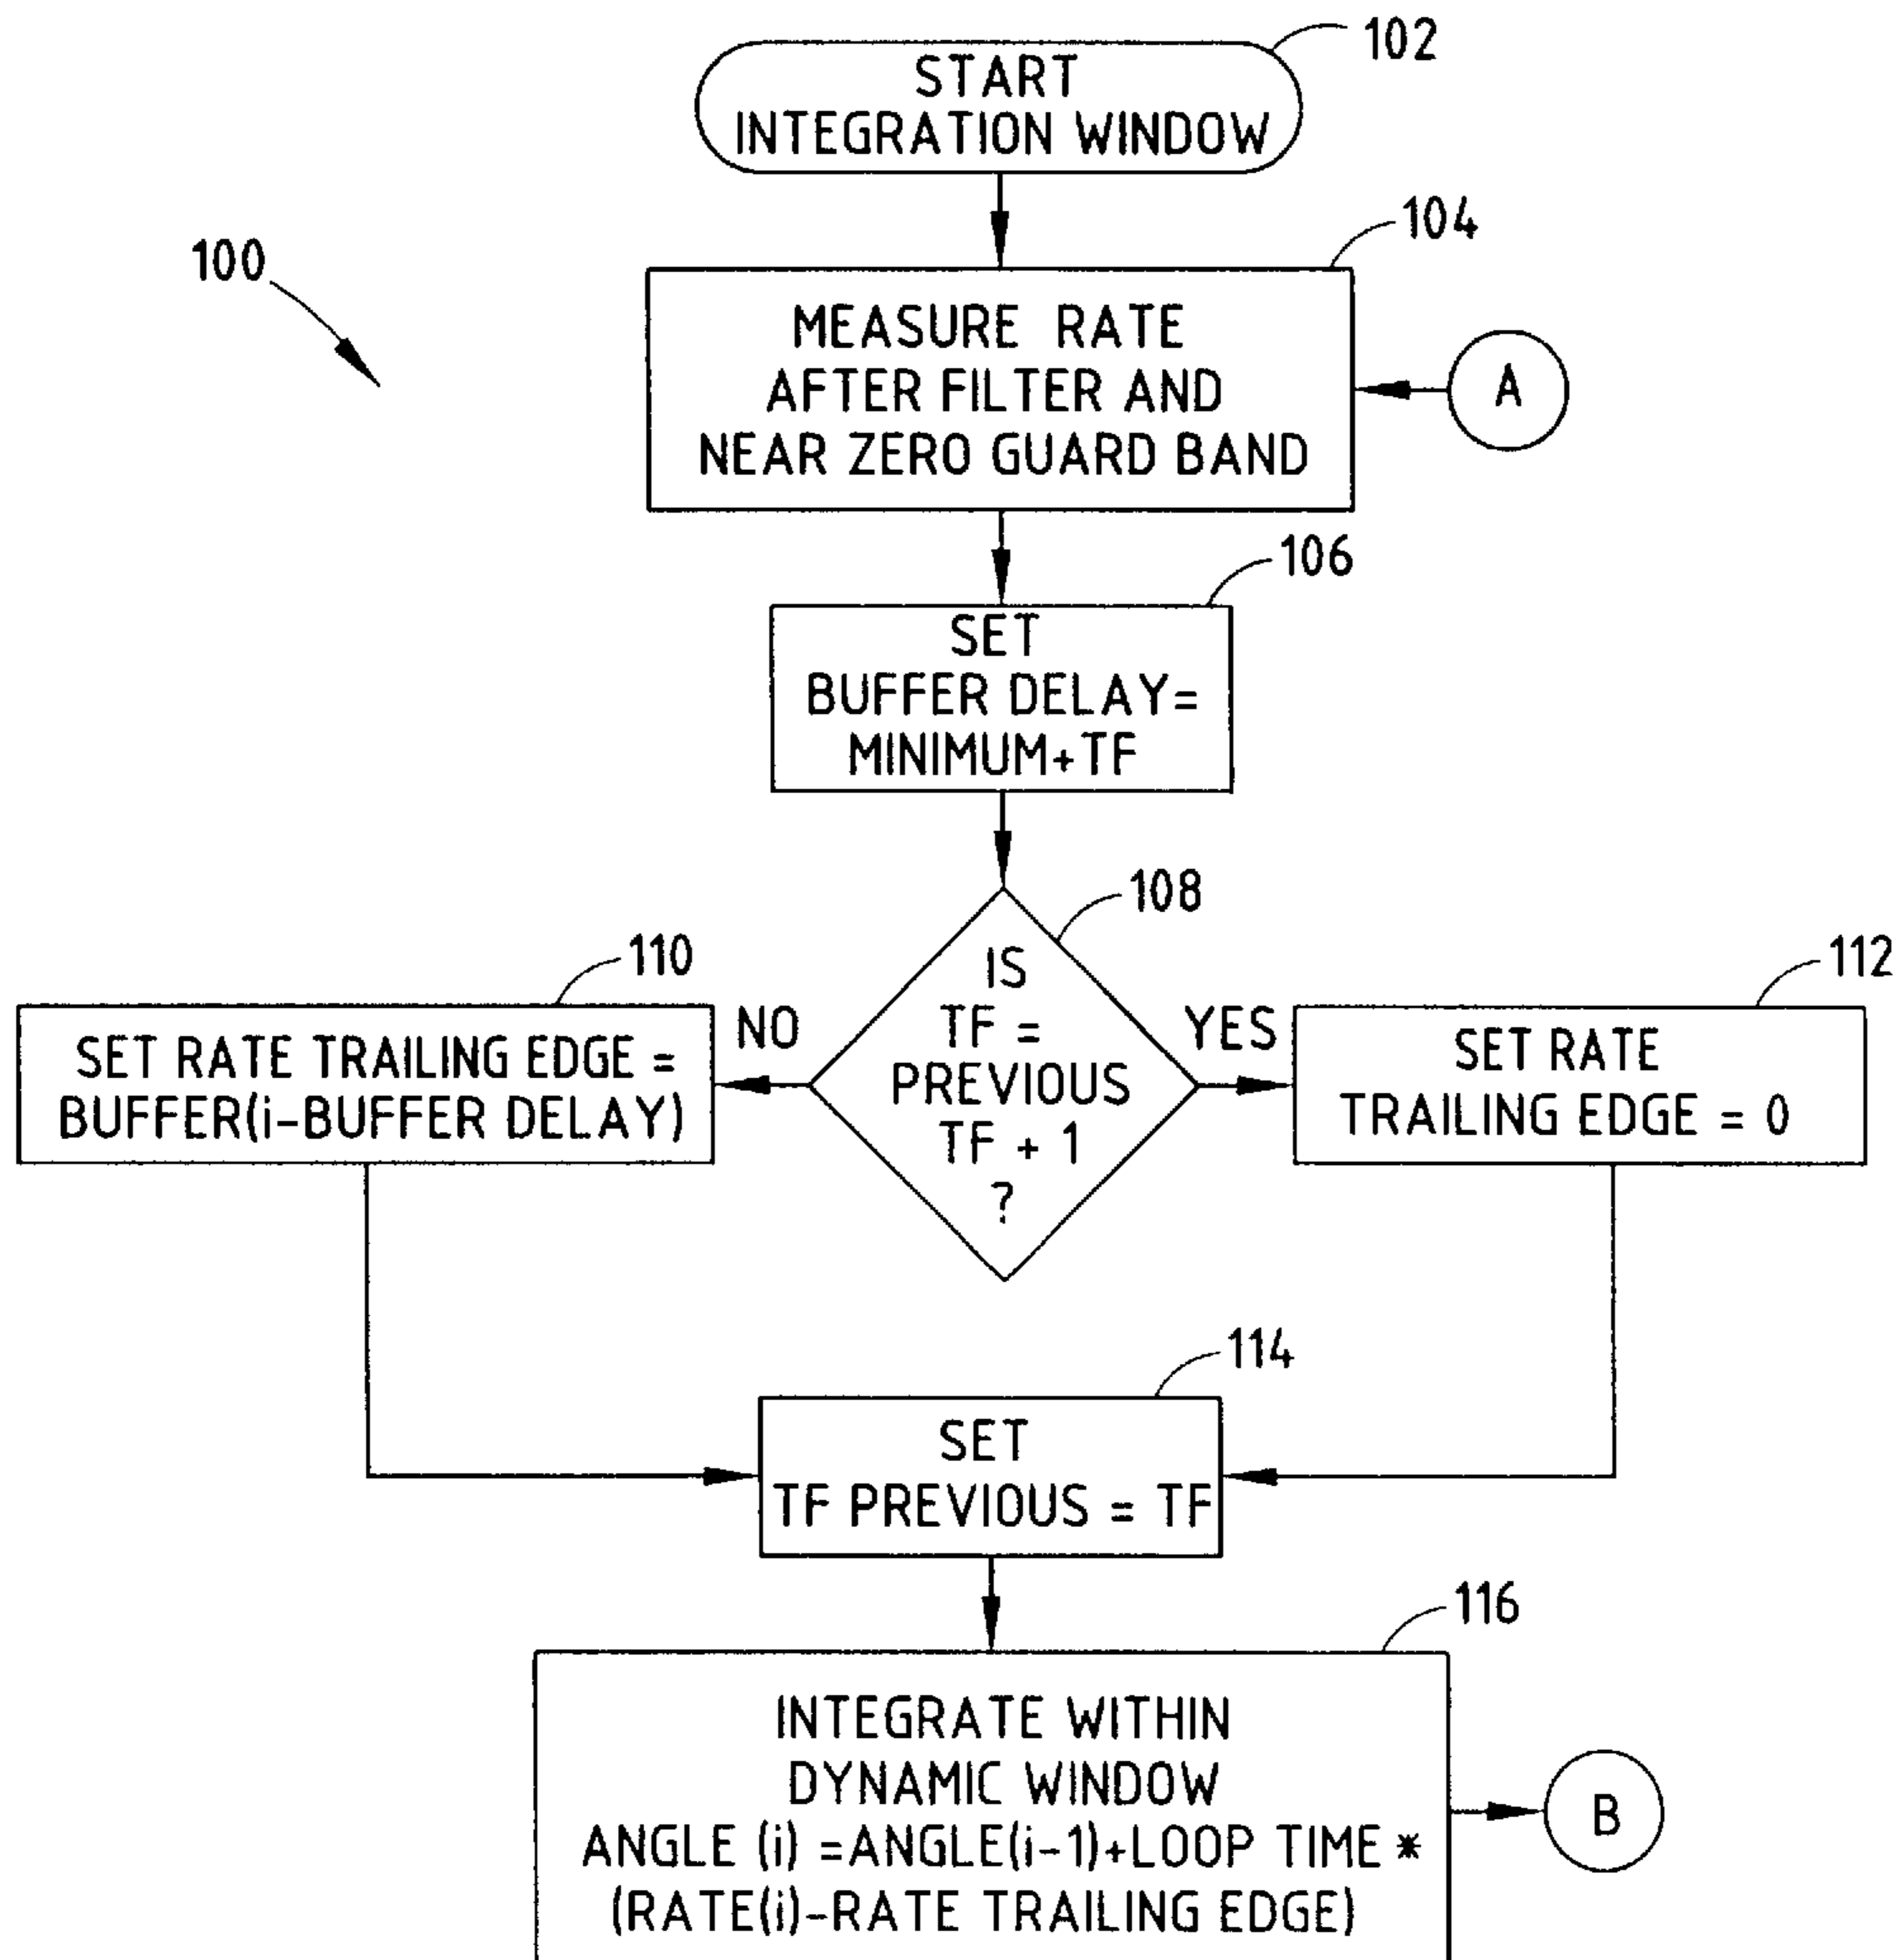 102
START
INTEGRATION WINDOW
104
100
MEASURE RATE
AFTER FILTER AND
NEAR ZERO GUARD BAND
A
106
SET
BUFFER DELAY=
MINIMUM+TF
108
IS
TF =
PREVIOUS
TF + 1
?
110
NO
SET RATE TRAILING EDGE =
BUFFER(i-BUFFER DELAY)
YES
112
SET RATE
TRAILING EDGE = 0
114
SET
TF PREVIOUS = TF
116
INTEGRATE WITHIN
DYNAMIC WINDOW
ANGLE (i) =ANGLE(i-1)+LOOP TIME *
(RATE(i)-RATE TRAILING EDGE)
B